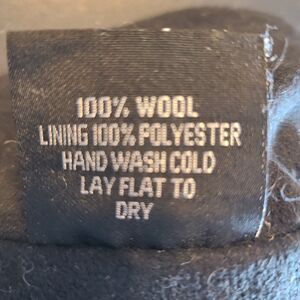 100% WOOL
LINING 100% POLYESTER
HAND WASH COLD
LAY FLAT TO
DRY